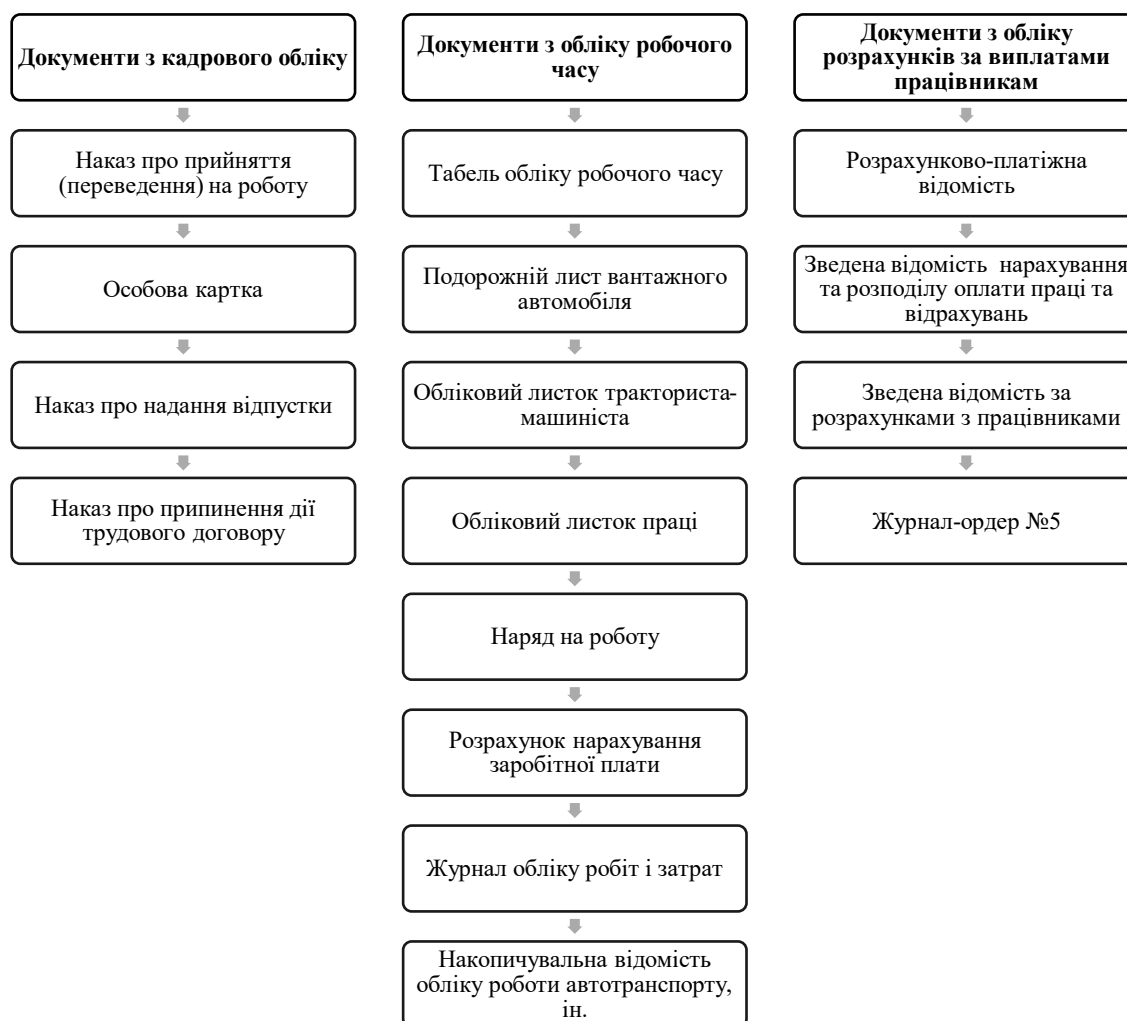 Документи з кадрового обліку
Наказ про прийняття
(переведення) на роботу
Особова картка
Наказ про надання відпустки
Наказ про припинення дії
трудового договору
Документи з обліку робочого
часу
Табель обліку робочого часу
Подорожній лист вантажного
автомобіля
Обліковий листок тракториста-
машиніста
Обліковий листок праці
Наряд на роботу
Розрахунок нарахування
заробітної плати
Журнал обліку робіт і затрат
Накопичувальна відомість
обліку роботи автотранспорту,
ін.
Документи з обліку
розрахунків за виплатами
працівникам
Розрахунково-платіжна
відомість
Зведена відомість нарахування
та розподілу оплати праці та
відрахувань
Зведена відомість за
розрахунками з працівниками
Журнал-ордер №5